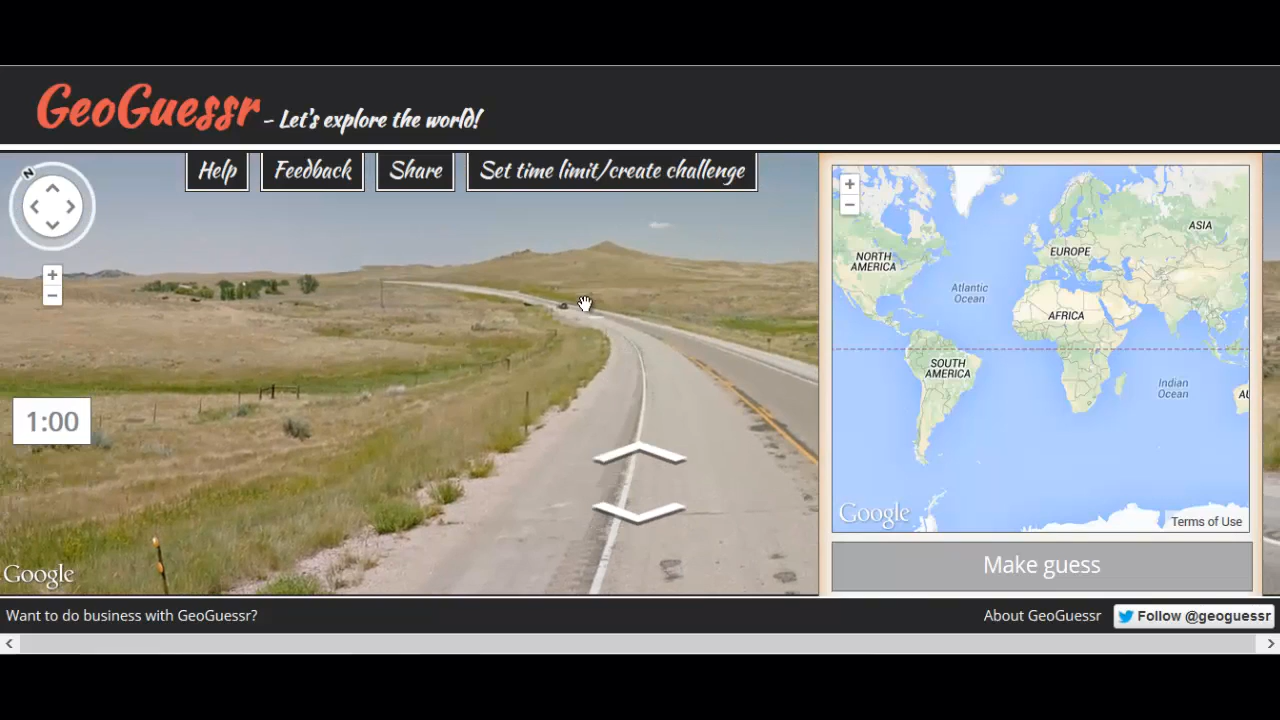 GeoGuessr - Let's explore the world!
Help Feedback Share Set time limit/create challenge
N
1:00
Google
NORTH AMERICA
Atlantic Ocean
EUROPE
ASIA
AFRICA
SOUTH AMERICA
Indian Ocean
AU
Google
Terms of Use
Make guess
Want to do business with GeoGuessr?
About GeoGuessr
Follow @geoguessr